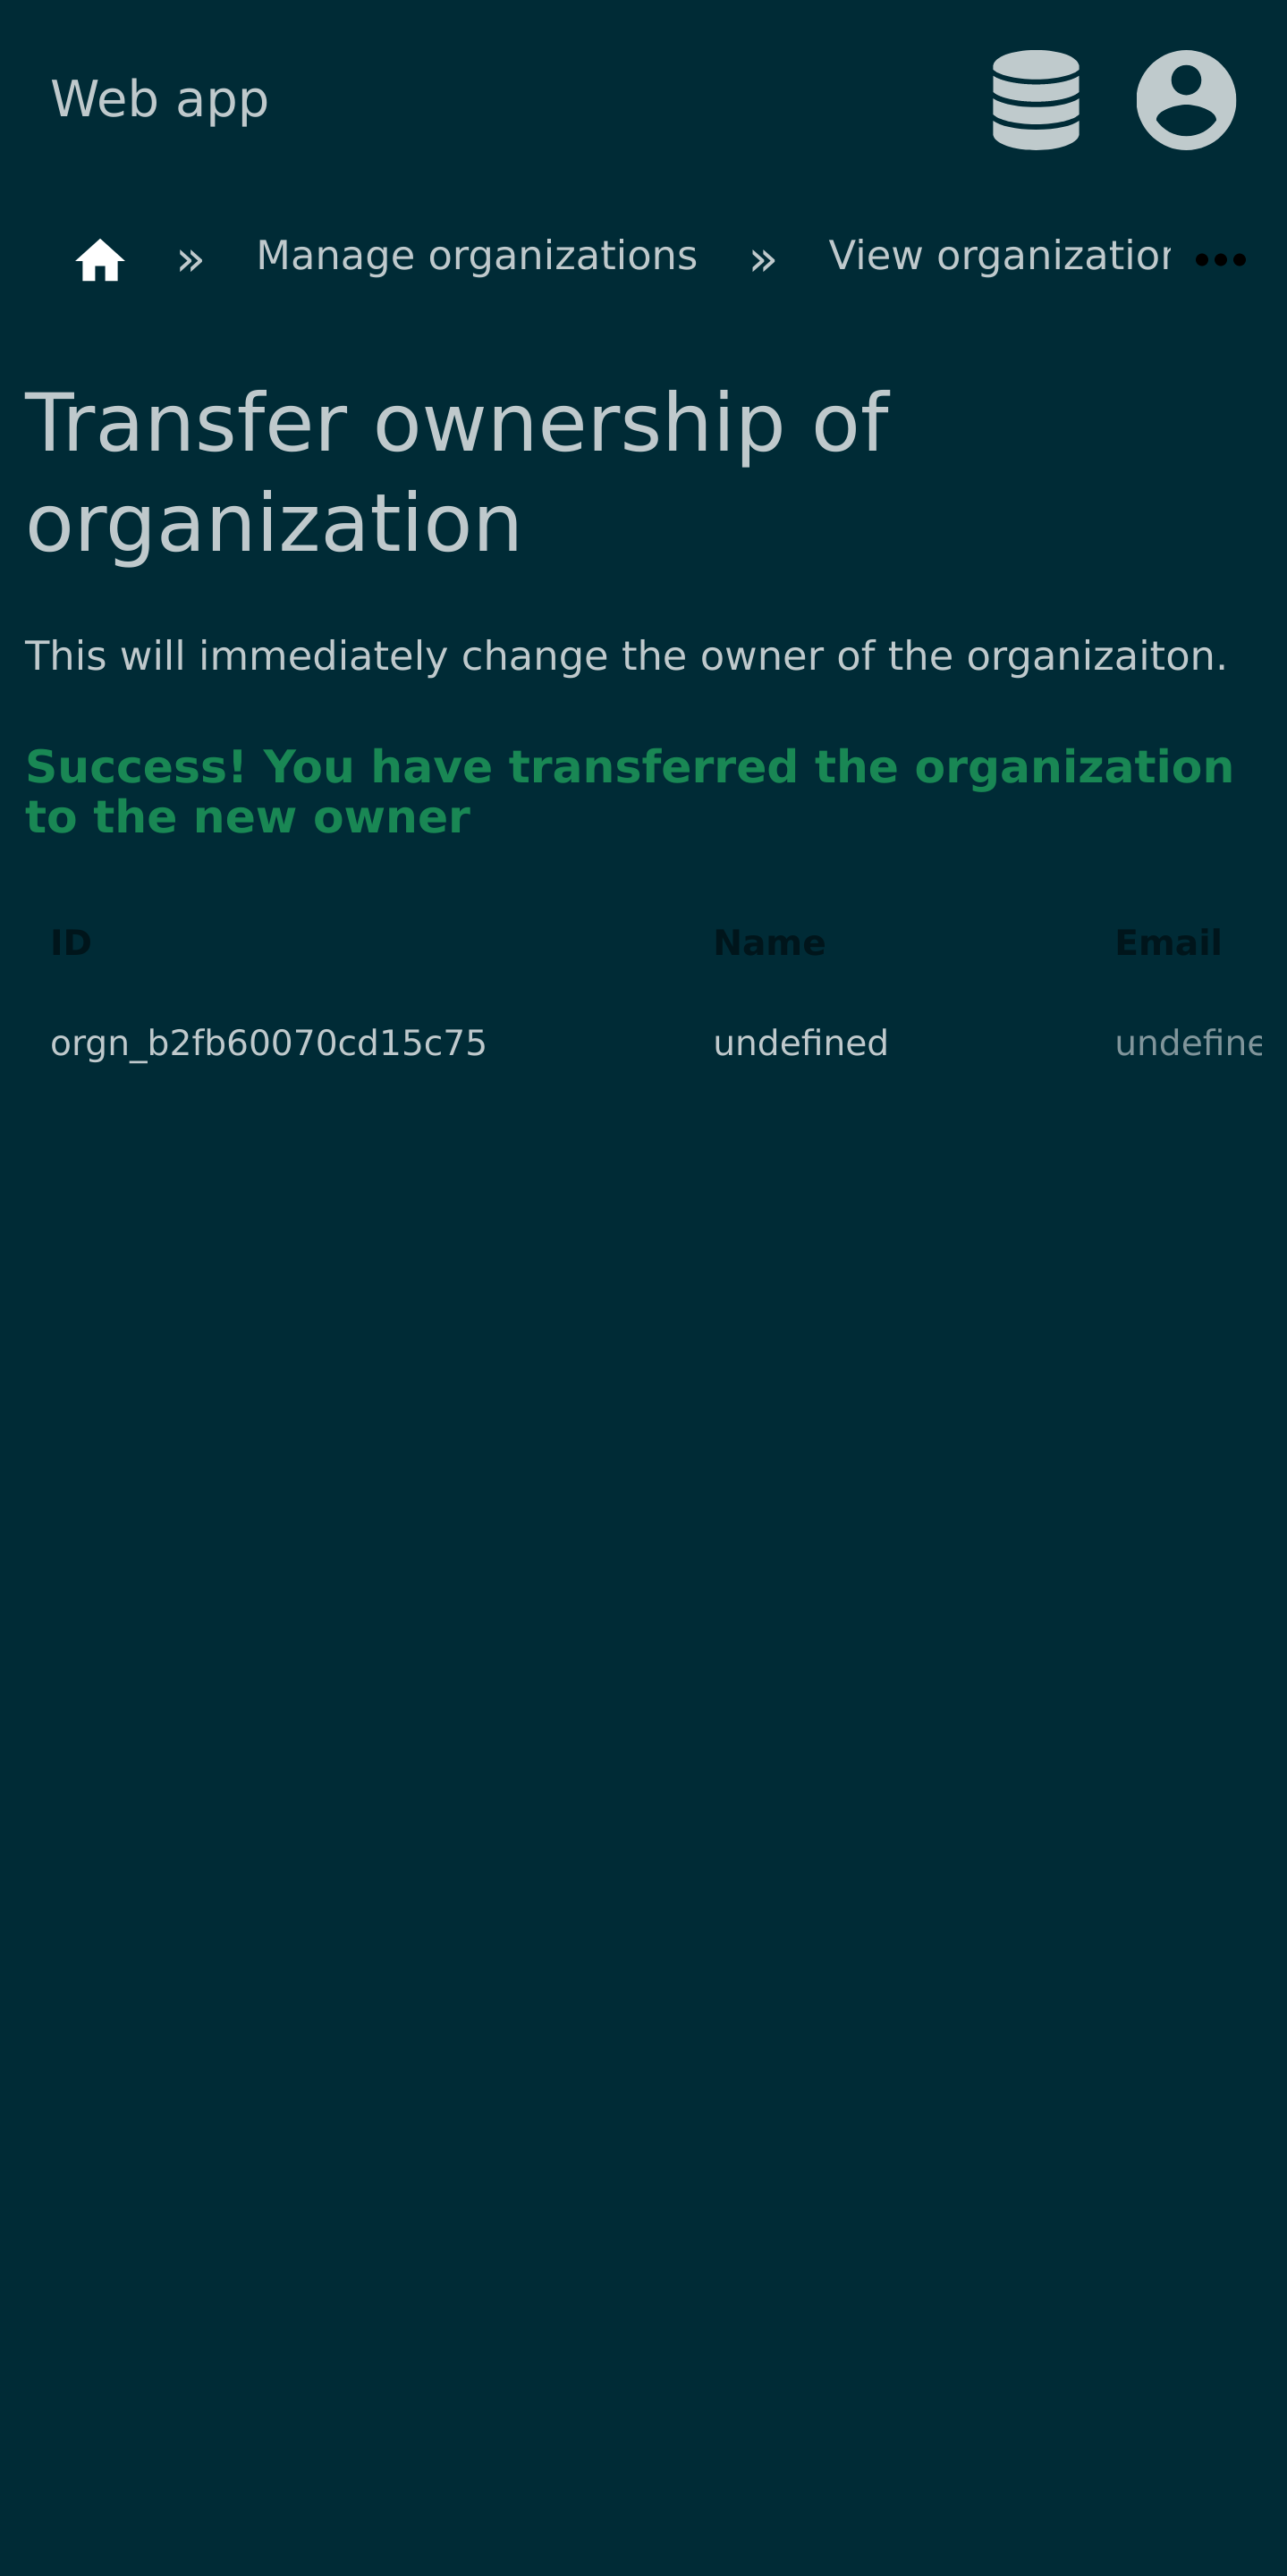 Web app
» Manage organizations » View organization
Transfer ownership of
organization
This will immediately change the owner of the organizaiton.
Success! You have transferred the organization
to the new owner
ID Name Email
orgn_b2fb60070cd15c75 undefined undefine